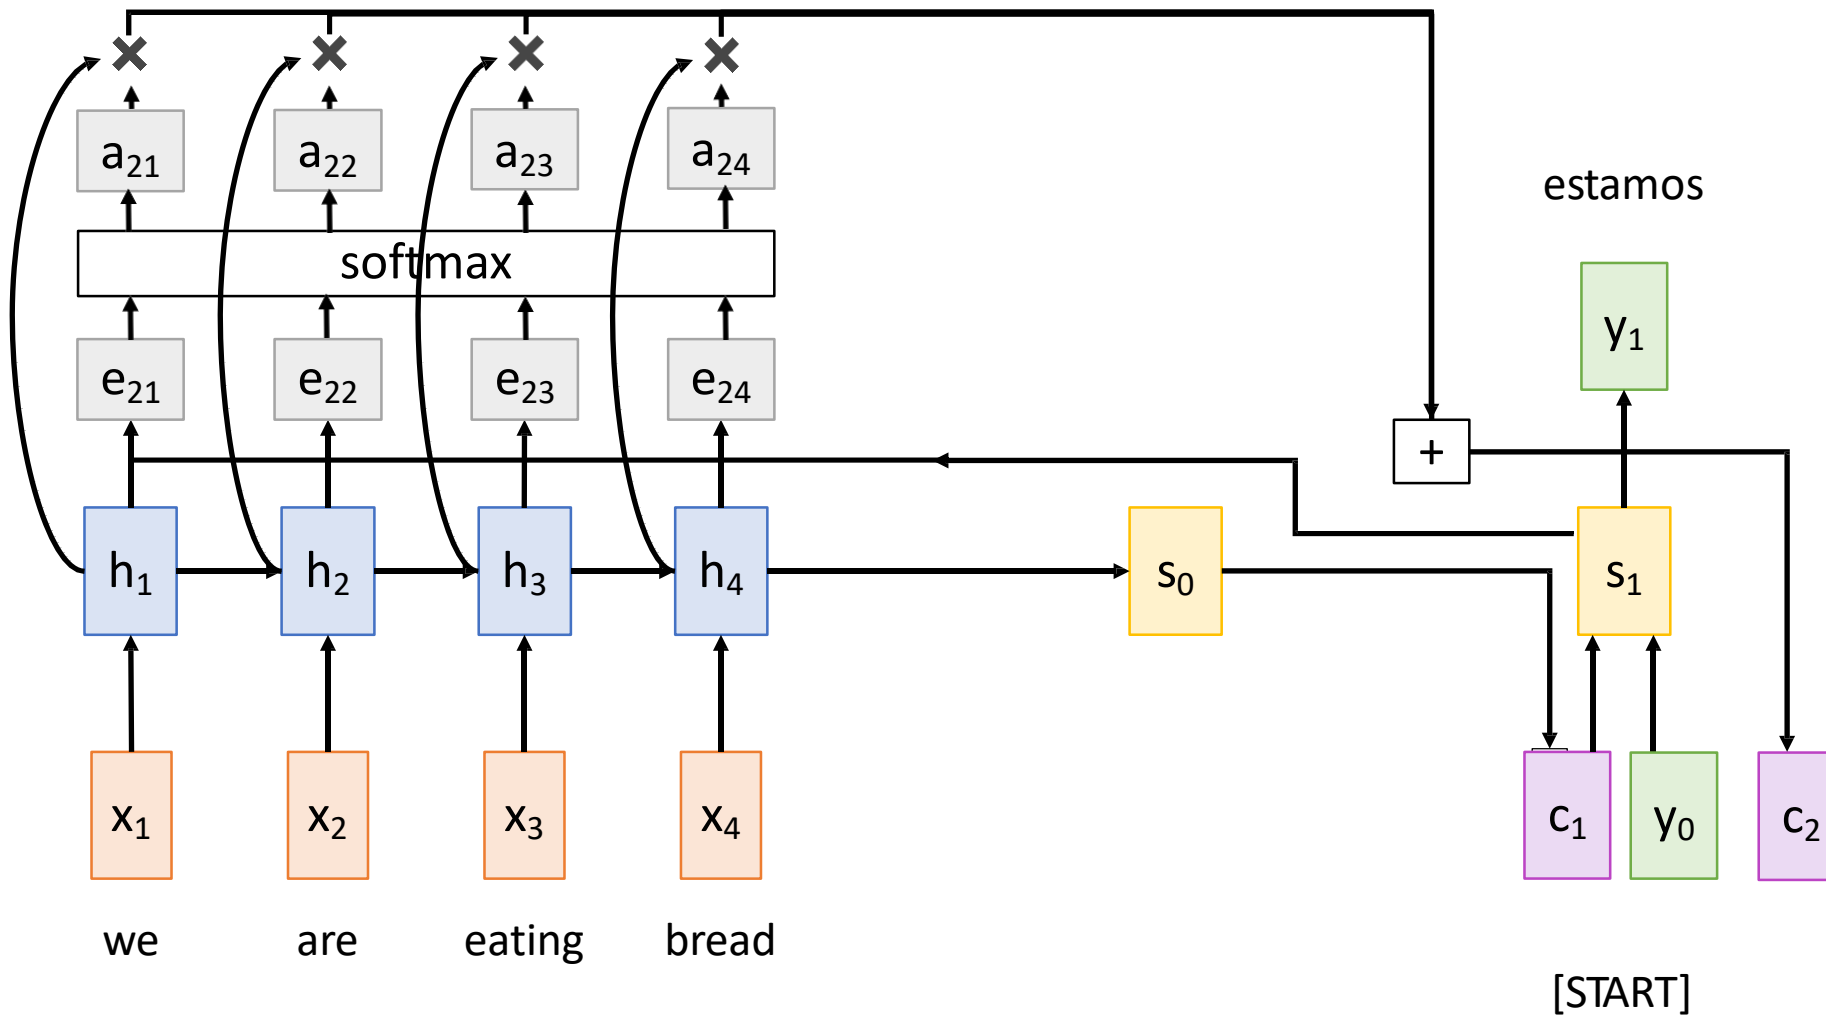 a21 a22 a23 a24
estamos
softmax
y1
e21 e22 e23 e24
+
h1 h2 h3 h4 s0 s1
x1 x2 x3 x4 c1 y0 c2
we are eating bread
[START]